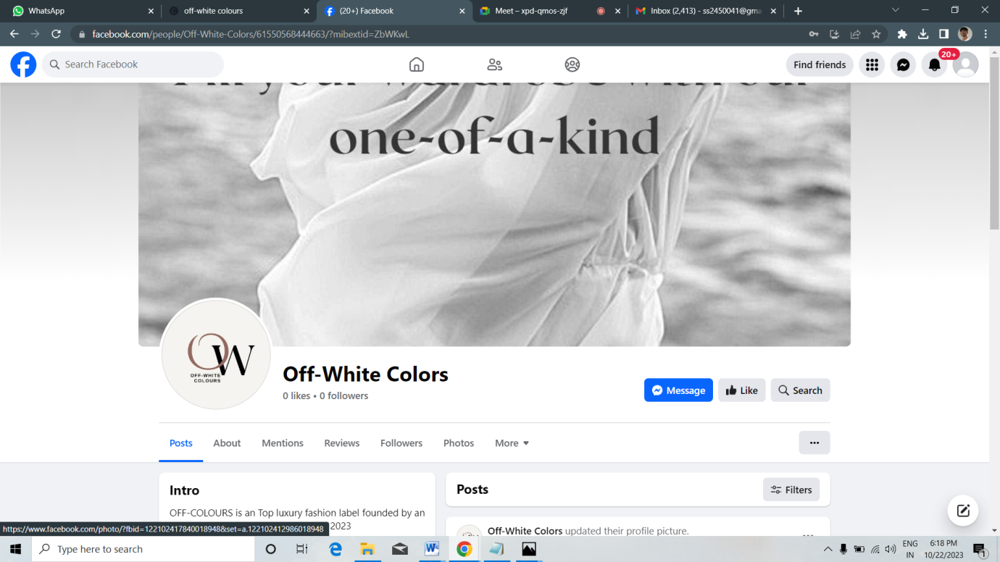 WhatsApp
off-white colours
(20+) Facebook
Meet – xpd-qmos-zjf
Inbox (2,413) - ss2450041@gma
facebook.com/people/Off-White-Colors/61550568444663/?mibextid=ZbWKwL
Search Facebook
Find friends
20+
one-of-a-kind
OW
OFF-WHITE
COLOURS
Off-White Colors
0 likes • 0 followers
Message
Like
Search
Posts About Mentions Reviews Followers Photos More
Intro
OFF-COLOURS is an Top luxury fashion label founded by an
2023
Posts
Filters
Off-White Colors updated their profile picture.
https://www.facebook.com/photo/?fbid=122102417840018948&set=a.122102412986018948
Type here to search
ENG
IN
6:18 PM
10/22/2023
1